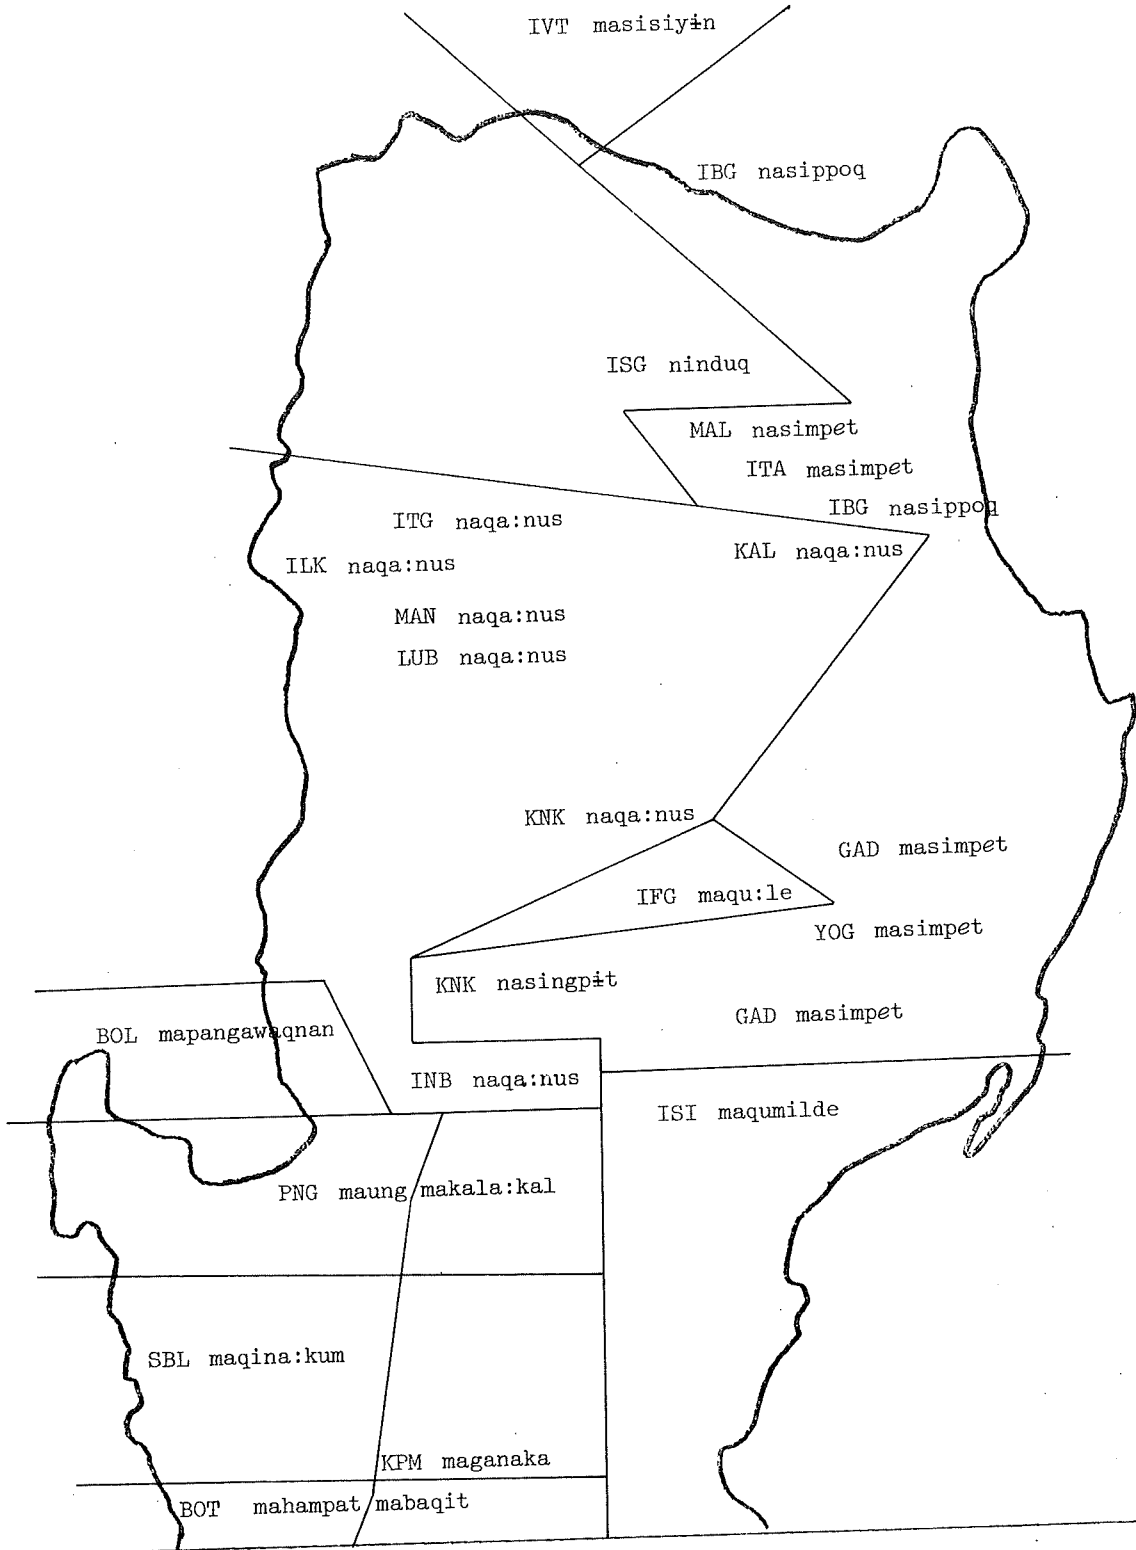 IVT masisiyɨn
IBG nasippoq
ISG ninduq
MAL nasimpet
ITA masimpet
IBG nasippoq
ITG naqa:nus
KAL naqa:nus
ILK naqa:nus
MAN naqa:nus
LUB naqa:nus
KNK naqa:nus
GAD masimpet
IFG maqu:le
YOG masimpet
KNK nasingpɨt
GAD masimpet
BOL mapangawaqnan
INB naqa:nus
ISI maqumilde
PNG maung makala:kal
SBL maqina:kum
KPM maganaka
BOT mahampat mabaqit